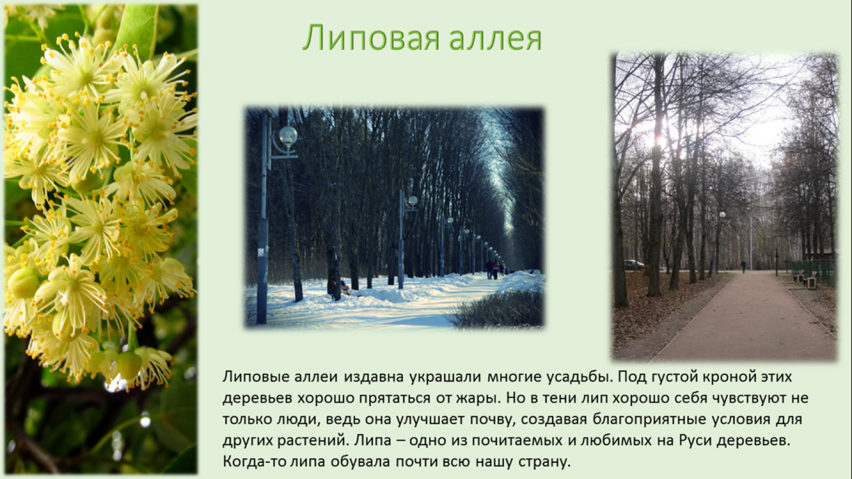 Липовая аллея
Липовые аллеи издавна украшали многие усадьбы. Под густой кроной этих
деревьев хорошо прятаться от жары. Но в тени лип хорошо себя чувствуют не
только люди, ведь она улучшает почву, создавая благоприятные условия для
других растений. Липа – одно из почитаемых и любимых на Руси деревьев.
Когда-то липа обувала почти всю нашу страну.